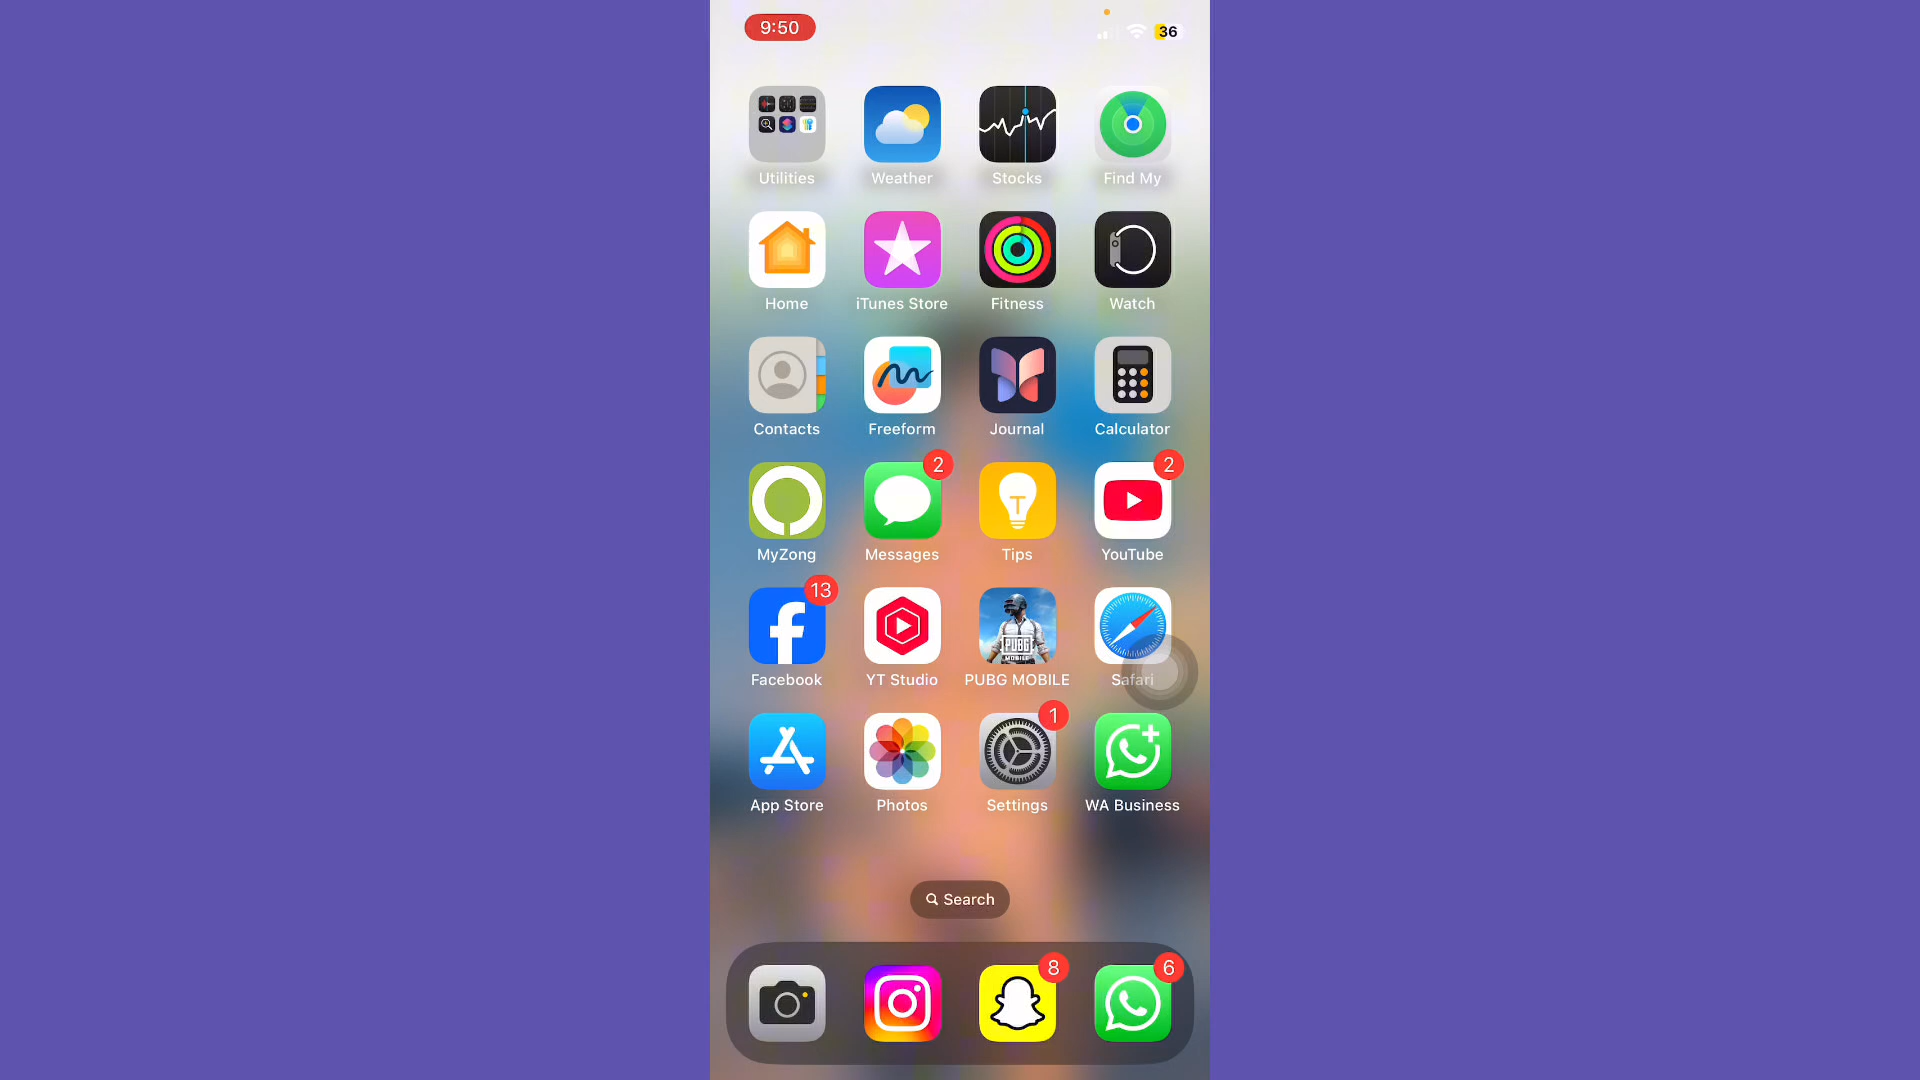 9:50
36
Utilities Weather Stocks Find My
Home iTunes Store Fitness Watch
Contacts Freeform Journal Calculator
2 2
T
MyZong Messages Tips YouTube
13
PUBG
MOBILE
Facebook YT Studio PUBG MOBILE Safari
1
App Store Photos Settings WA Business
Search
8 6